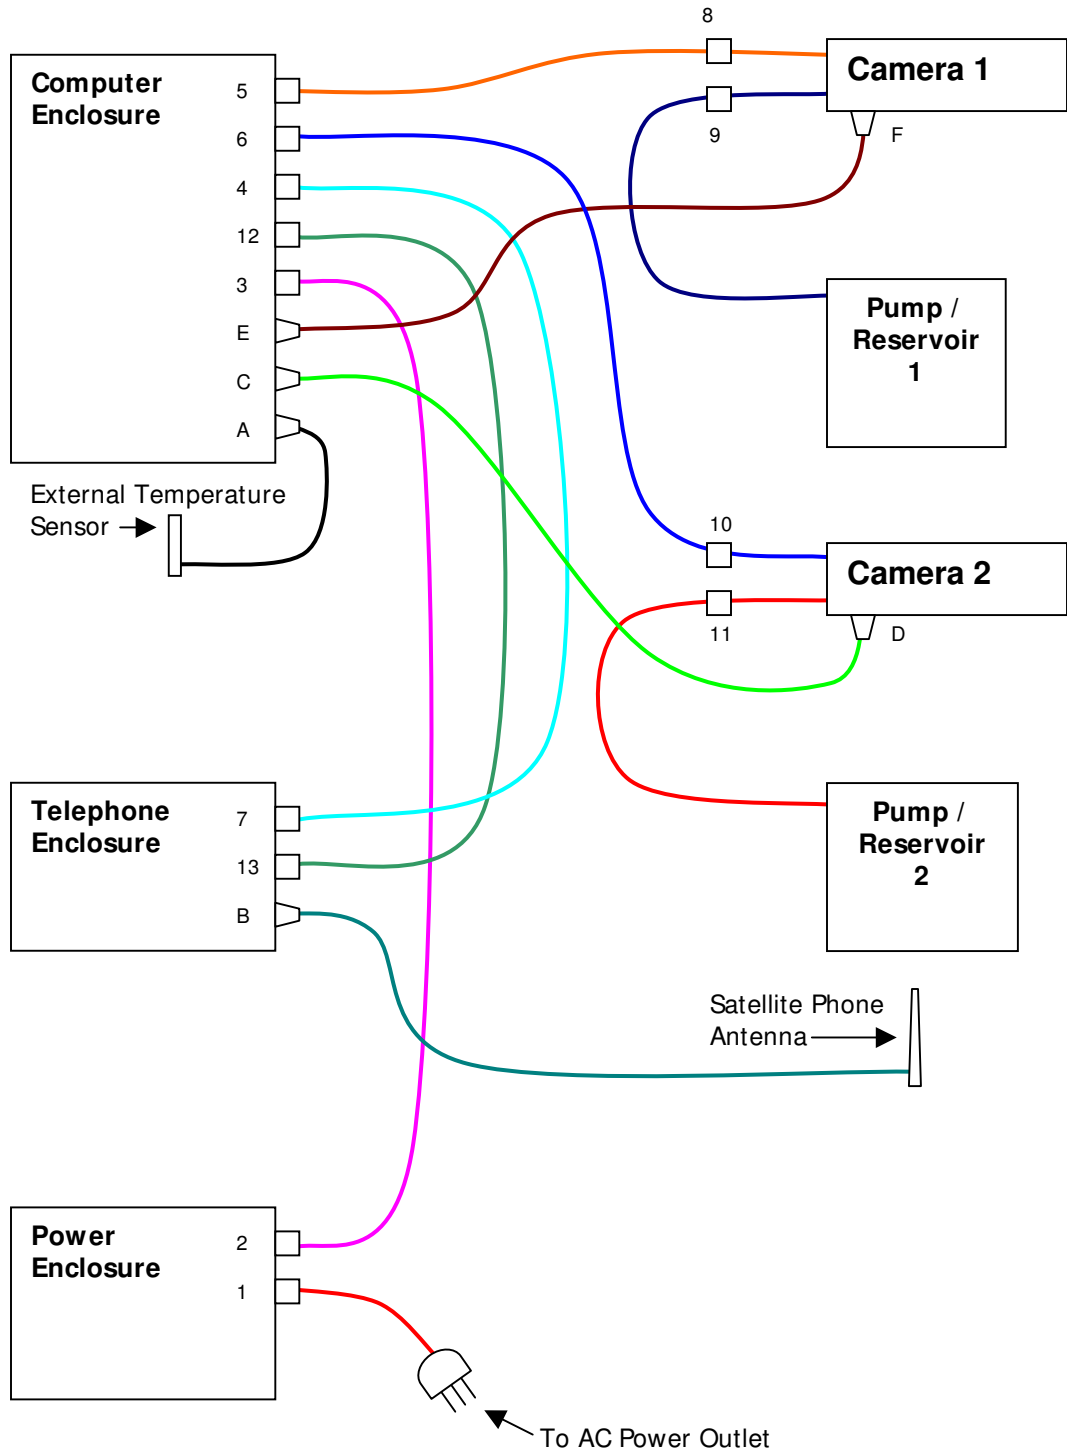 8
Computer
Enclosure
5
6
4
12
3
E
C
A
Camera 1
9
F
Pump /
Reservoir
1
External Temperature
Sensor
10
Camera 2
11
D
Telephone
Enclosure
7
13
B
Pump /
Reservoir
2
Satellite Phone
Antenna
Power
Enclosure
2
1
To AC Power Outlet